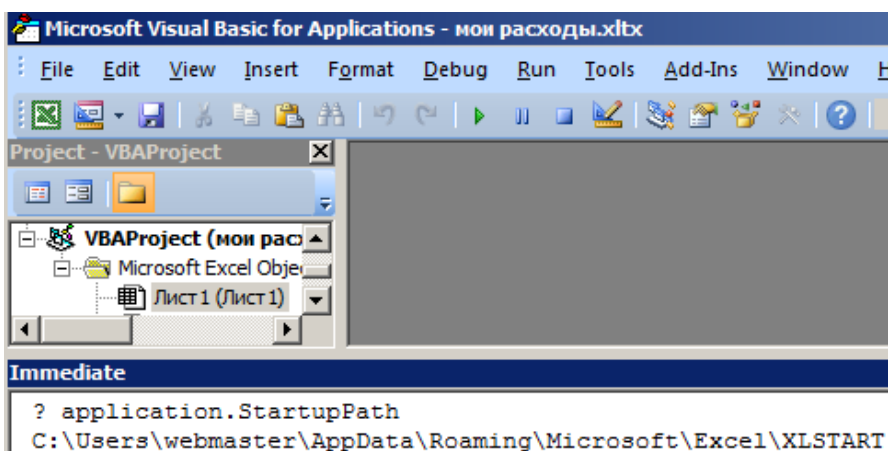 Microsoft Visual Basic for Applications - мои расходы.xltx
File Edit View Insert Format Debug Run Tools Add-Ins Window H
Project - VBAProject
VBAProject (мои расх
Microsoft Excel Obje
Лист1 (Лист1)
Immediate
? application.StartupPath
C:\Users\webmaster\AppData\Roaming\Microsoft\Excel\XLSTART